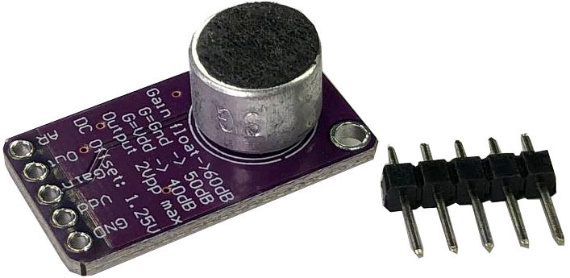 Gain float->60dB
G=Gnd -> 50dB
G=Vdd -> 40dB
Output 2Vpp max
DC Offset: 1.25V
AR
Out
Gain
Vdd
GND